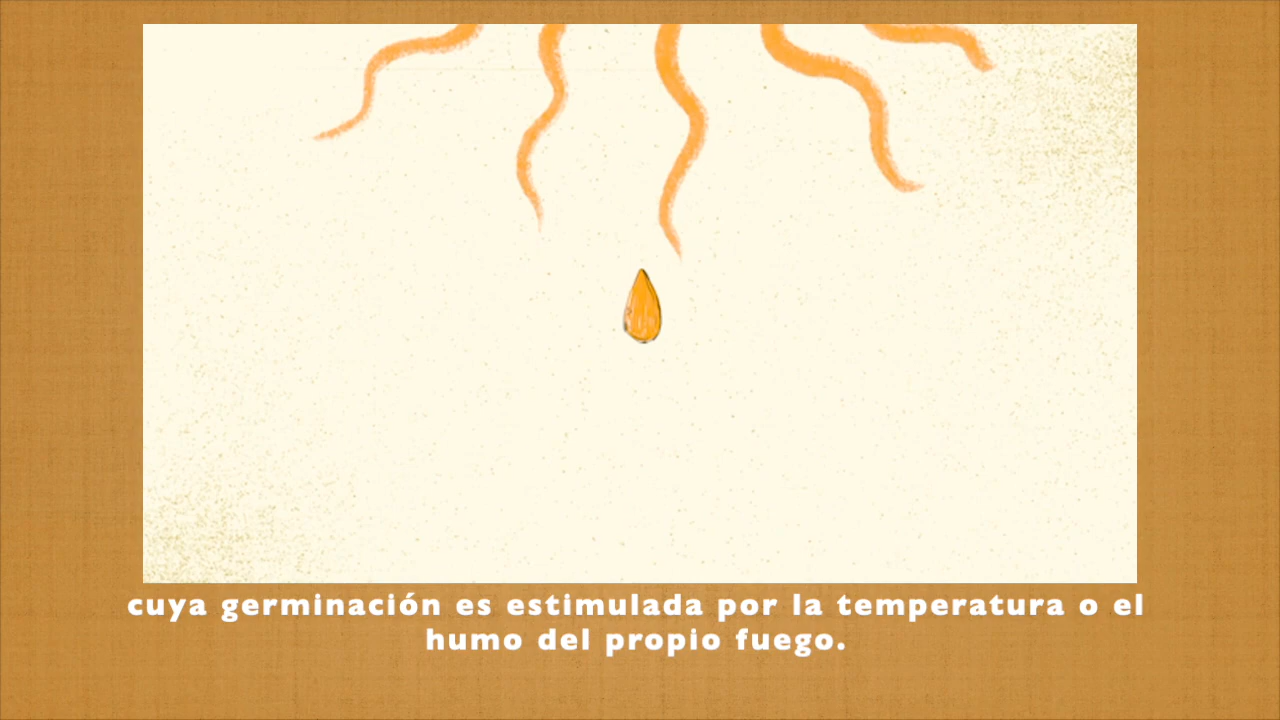 cuya germinación es estimulada por la temperatura o el
humo del propio fuego.